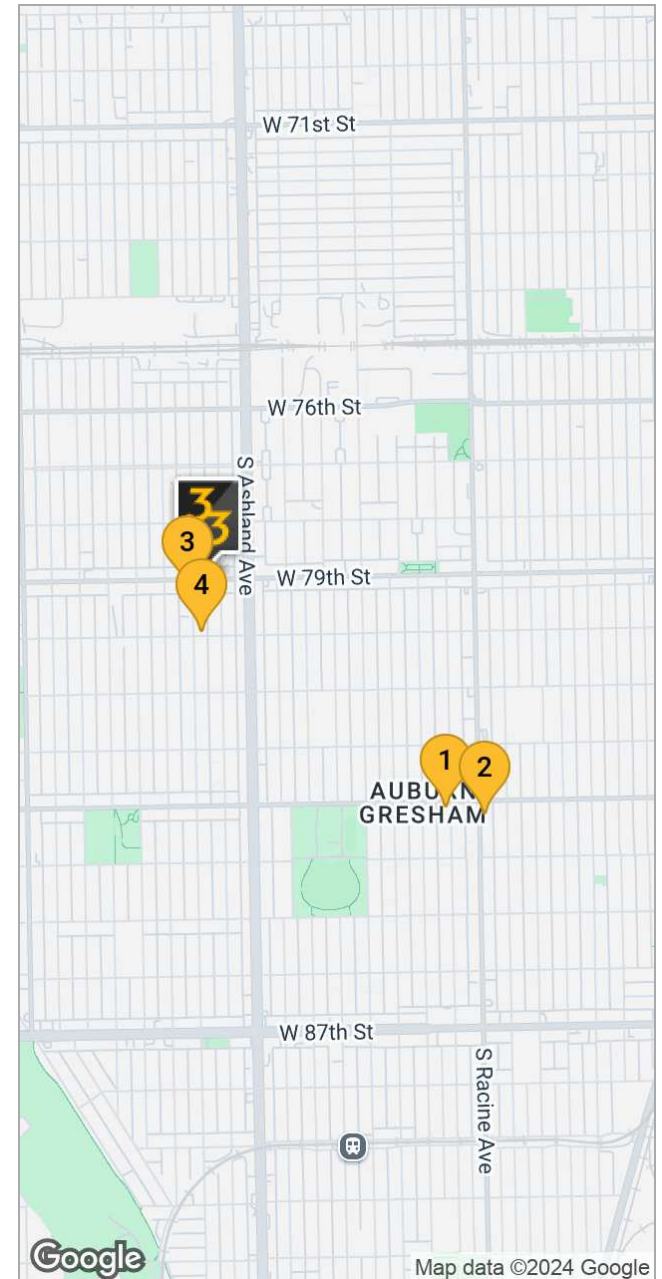 W 71st St
W 76th St
S Ashland Ave
33
3
W 79th St
4
1
2
AUBURN
GRESHAM
W 87th St
S Racine Ave
Google
Map data ©2024 Google